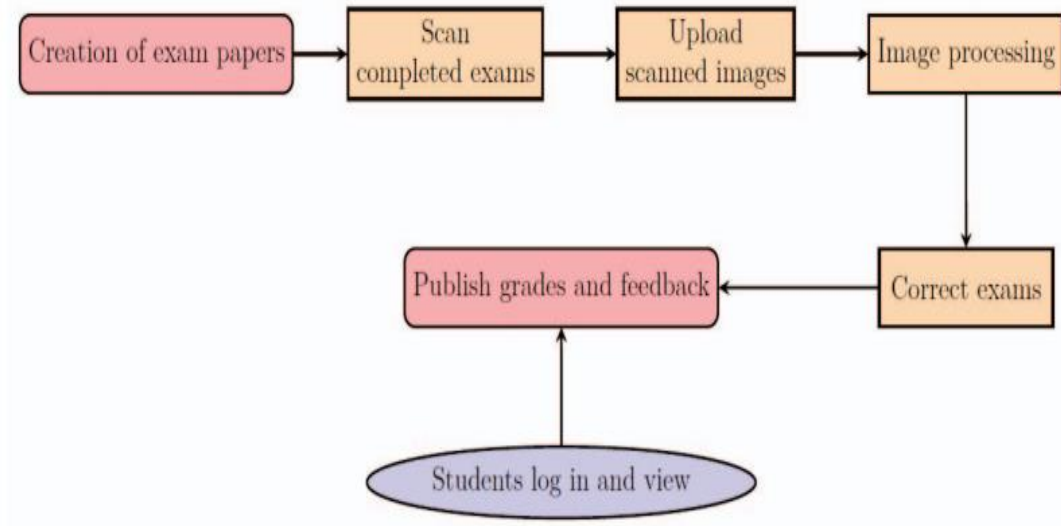 Creation of exam papers
Scan
completed exams
Upload
scanned images
Image processing
Correct exams
Publish grades and feedback
Students log in and view